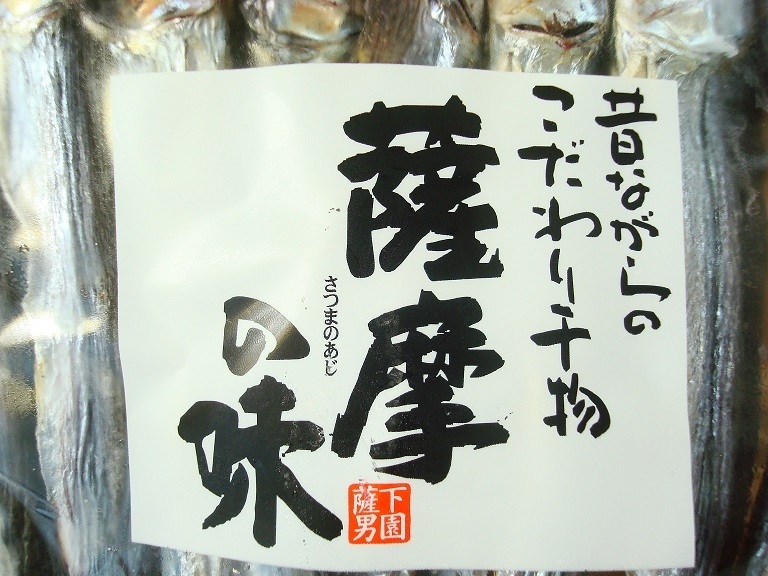 昔ながらの
こだわり干物
薩摩
さつまのあじ
の味
下園
薩男